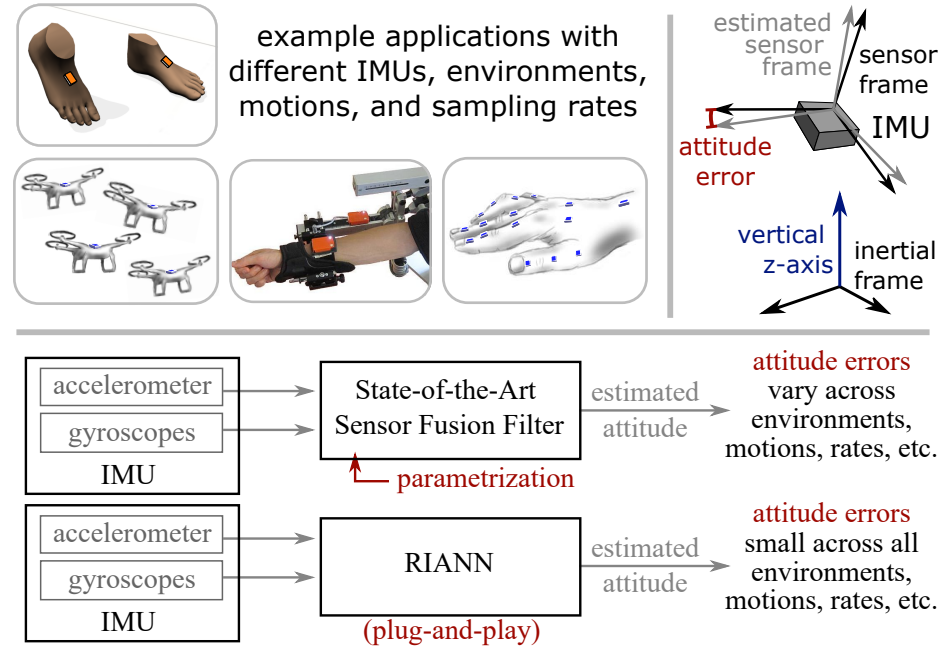 example applications with
different IMUs, environments,
motions, and sampling rates
estimated
sensor
frame
sensor
frame
IMU
attitude
error
vertical
z-axis
inertial
frame
accelerometer
gyroscopes
IMU
State-of-the-Art
Sensor Fusion Filter
parametrization
estimated
attitude
attitude errors
vary across
environments,
motions, rates, etc.
accelerometer
gyroscopes
IMU
RIANN
(plug-and-play)
estimated
attitude
attitude errors
small across all
environments,
motions, rates, etc.